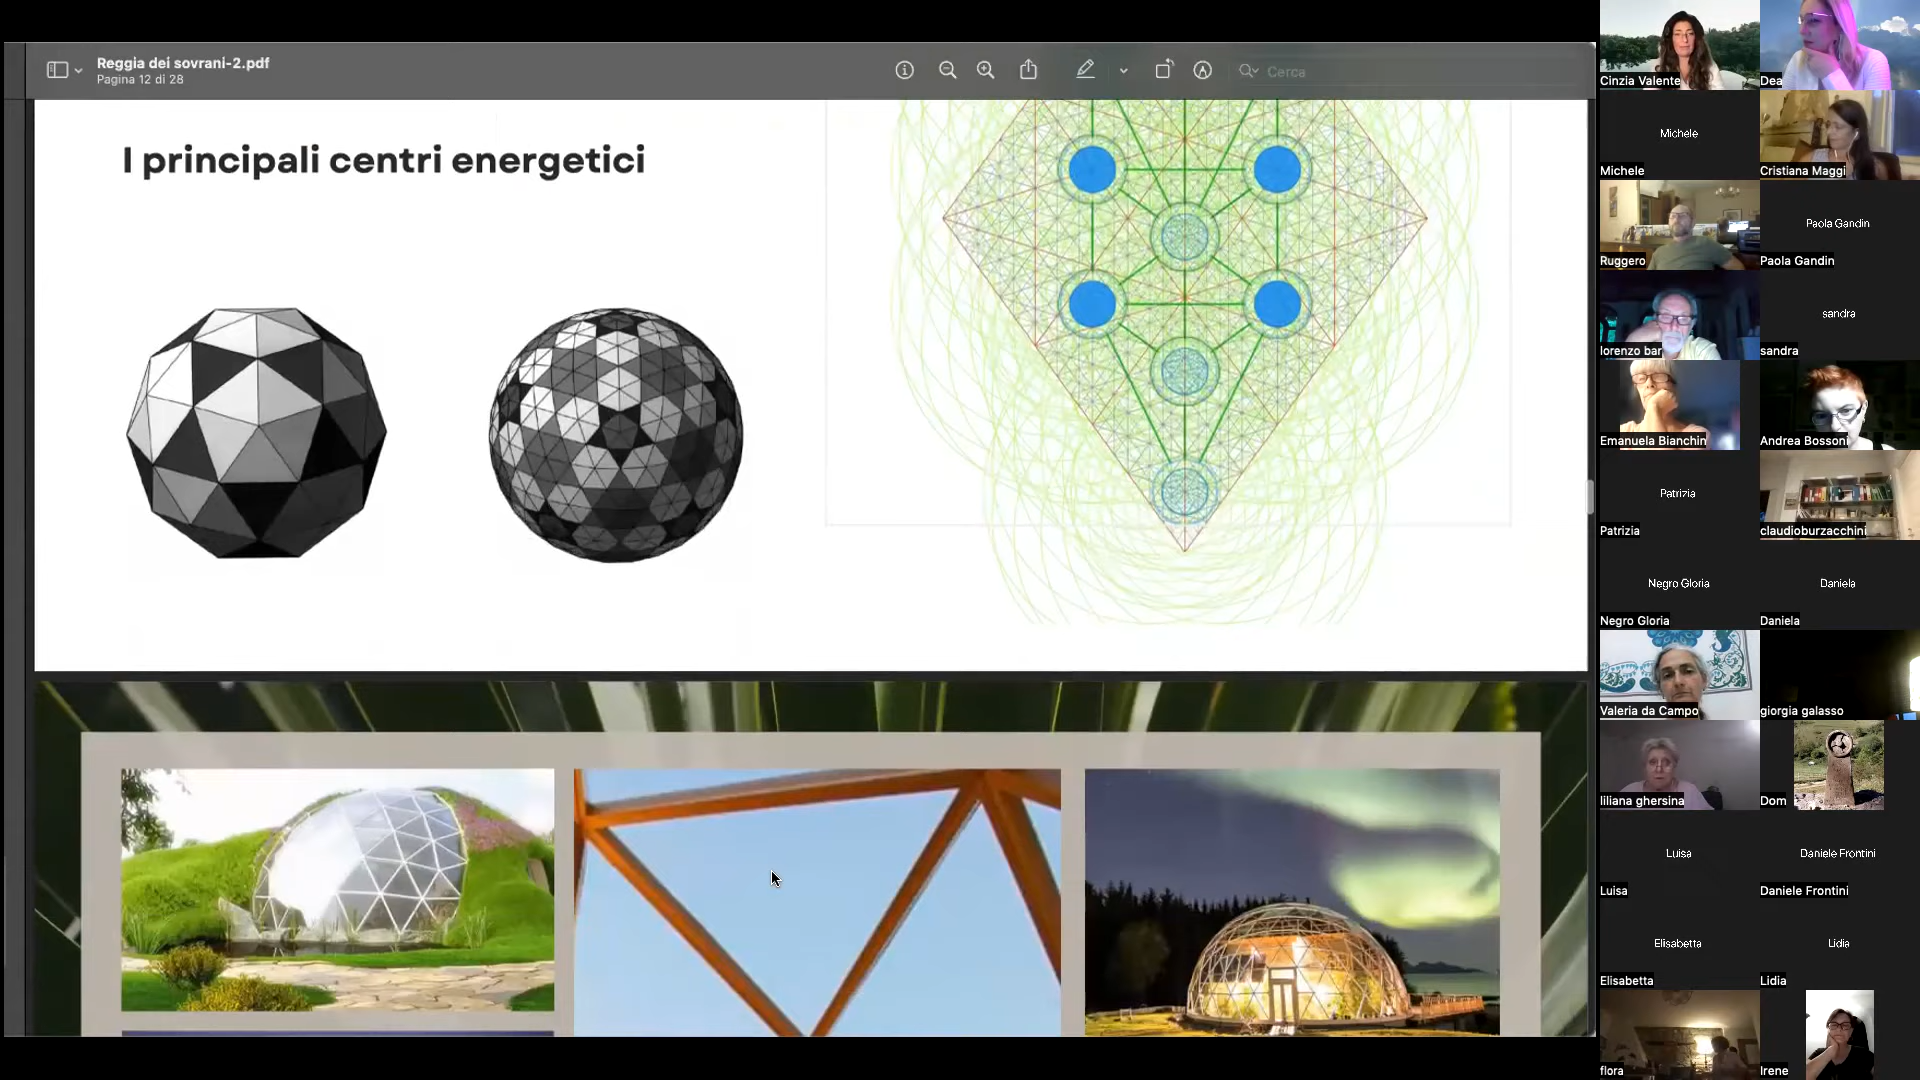 Reggia dei sovrani-2.pdf
Pagina 12 di 28
Cerca
I principali centri energetici
Cinzia Valente
Dea
Michele
Michele
Cristiana Maggi
Ruggero
Paola Gandin
Paola Gandin
lorenzo bar
sandra
sandra
Emanuela Bianchin
Andrea Bossoni
Patrizia
Patrizia
claudioburzacchini
Negro Gloria
Negro Gloria
Daniela
Daniela
Valeria da Campo
giorgia galasso
liliana ghersina
Dom
Luisa
Luisa
Daniele Frontini
Daniele Frontini
Elisabetta
Elisabetta
Lidia
Lidia
flora
Irene